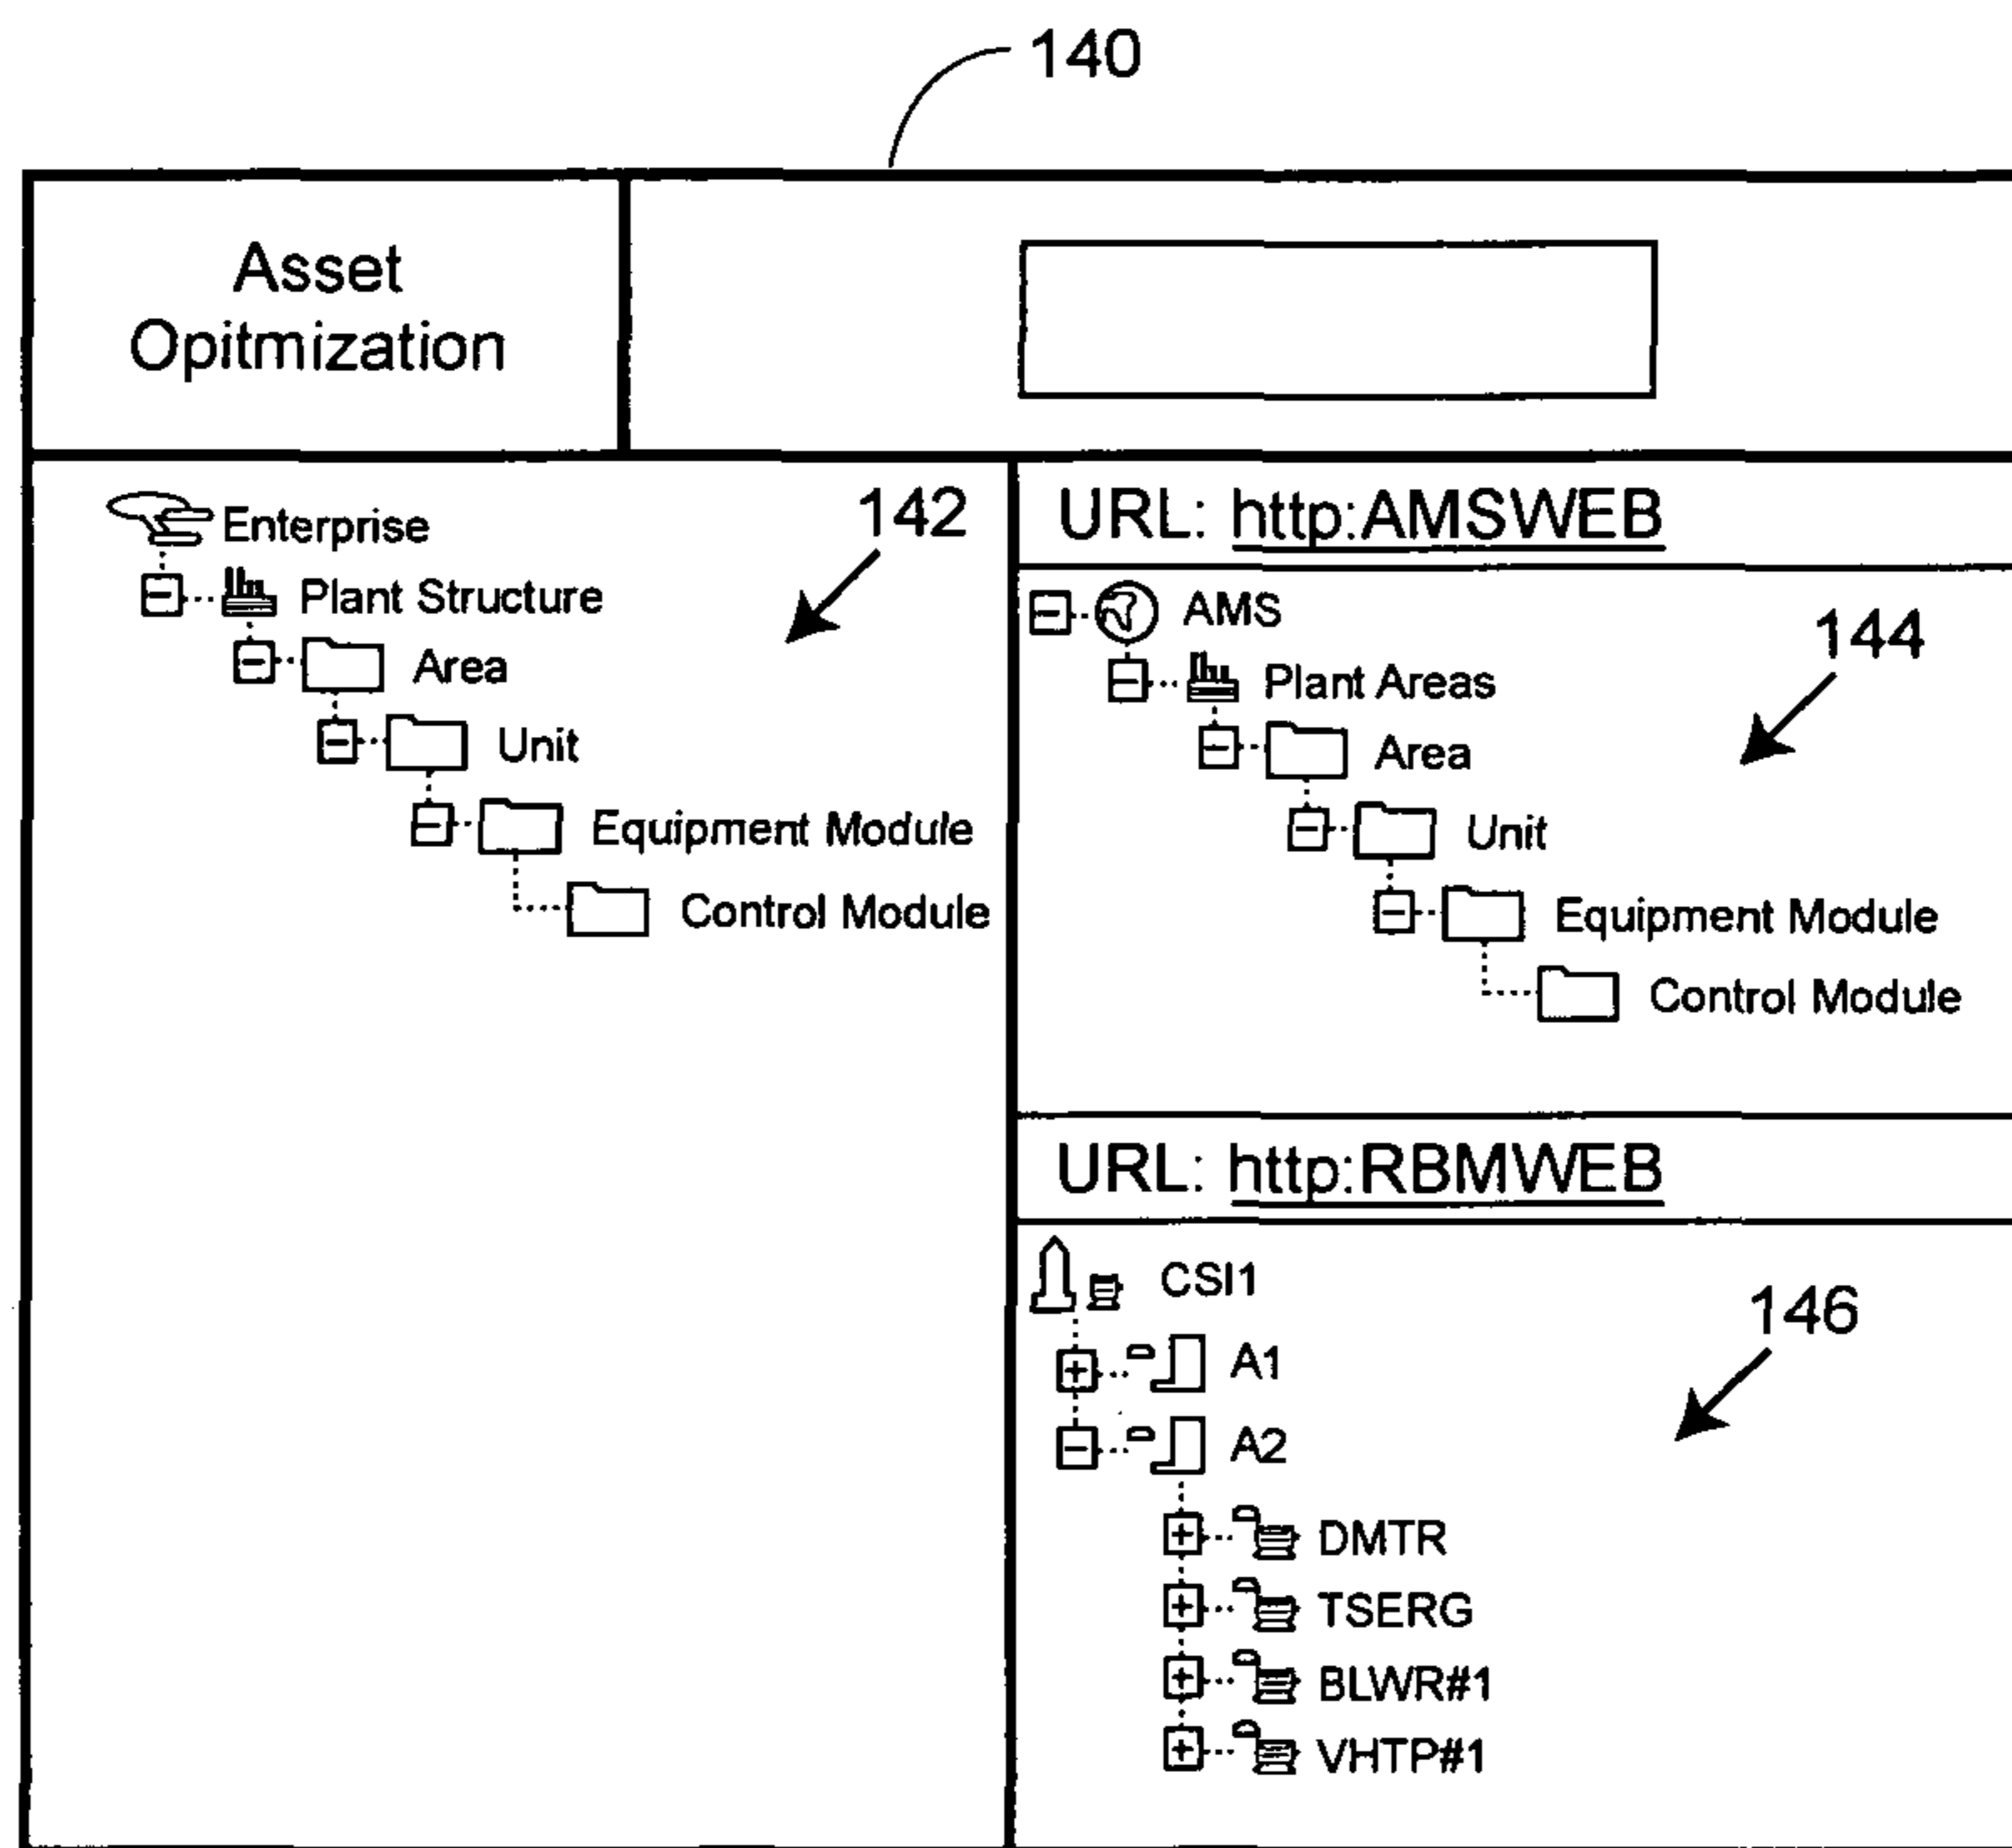 140
Asset
Opitmization
Enterprise
Plant Structure
Area
Unit
Equipment Module
Control Module
142
URL: http:AMSWEB
AMS
Plant Areas
Area
Unit
Equipment Module
Control Module
144
URL: http:RBMWEB
CSI1
A1
A2
DMTR
TSERG
BLWR#1
VHTP#1
146